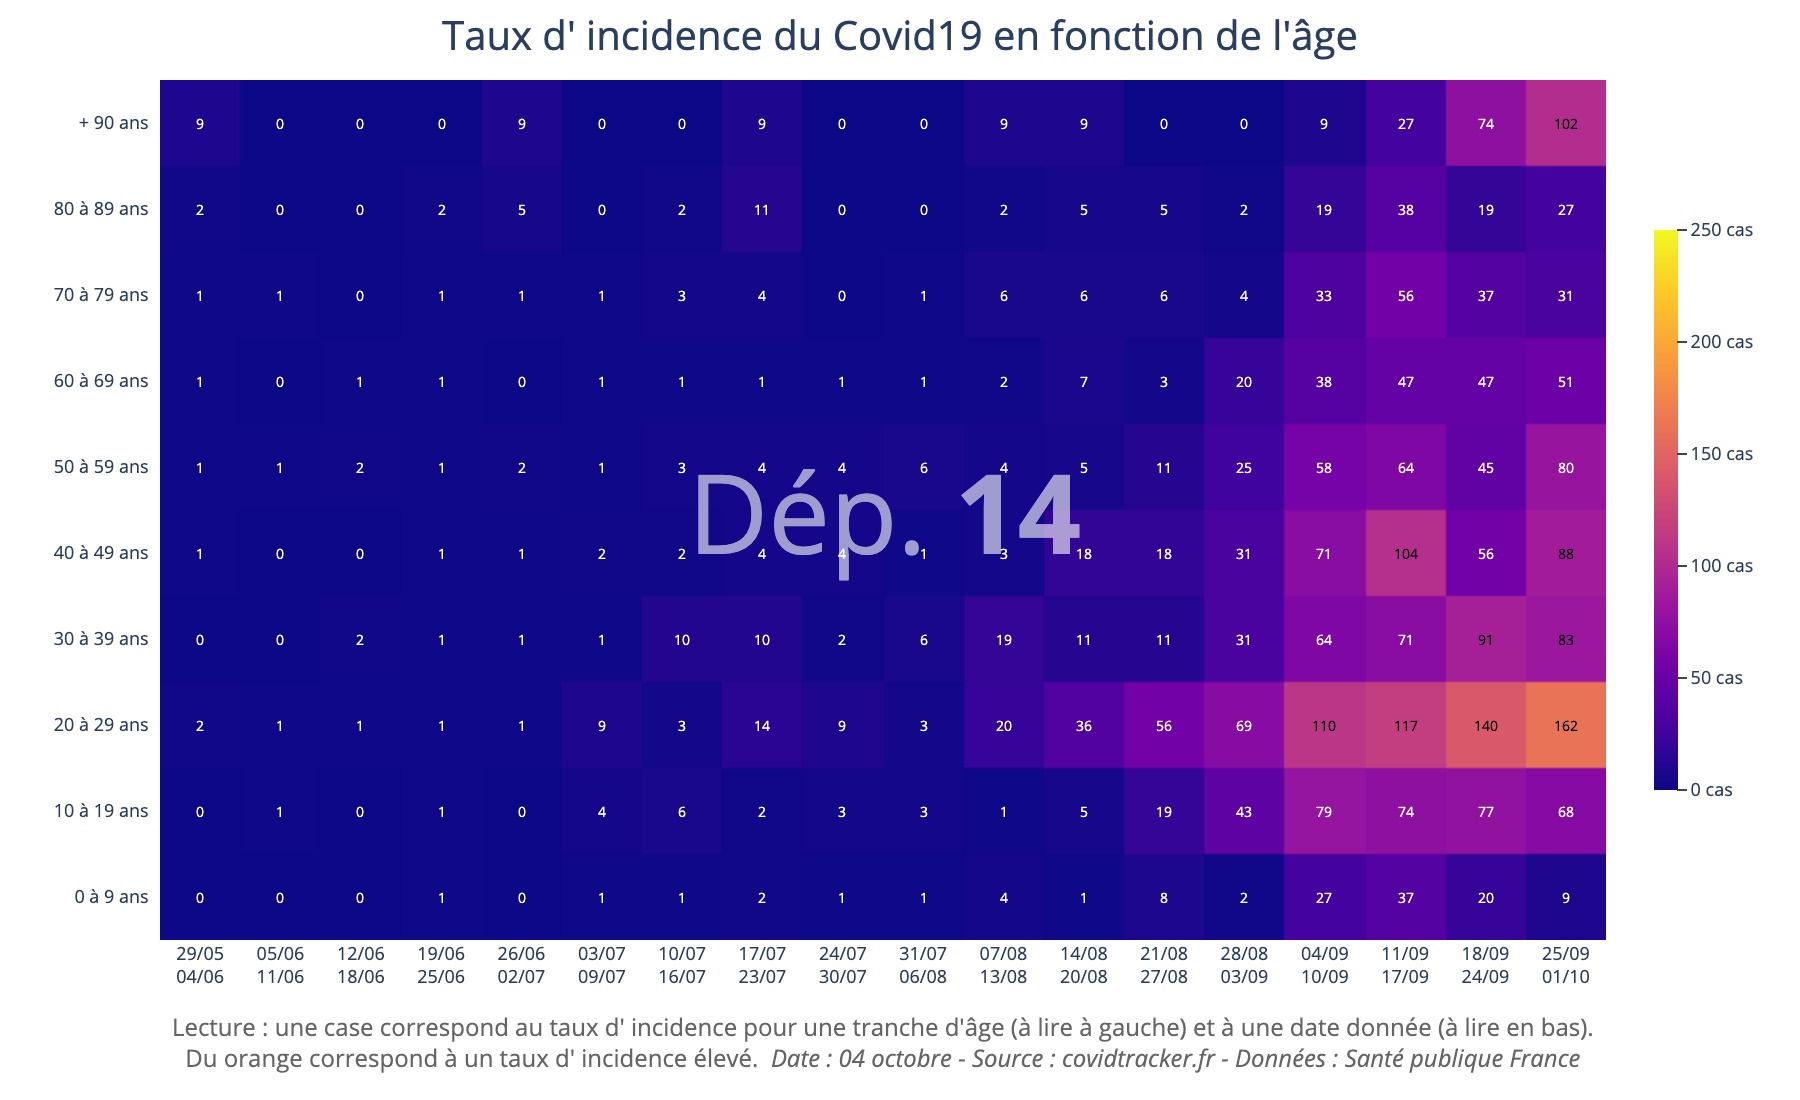 Taux d' incidence du Covid19 en fonction de l'âge
+ 90 ans 9 0 0 0 9 0 0 9 0 0 9 9 0 0 9 27 74 102
80 à 89 ans 2 0 0 2 5 0 2 11 0 0 2 5 5 2 19 38 19 27
250 cas
70 à 79 ans 1 1 0 1 1 1 3 4 0 1 6 6 6 4 33 56 37 31
200 cas
60 à 69 ans 1 0 1 1 0 1 1 1 1 1 2 7 3 20 38 47 47 51
150 cas
50 à 59 ans 1 1 2 1 2 1 3 4 4 6 4 5 11 25 58 64 45 80
Dép. 14
40 à 49 ans 1 0 0 1 1 2 2 4 4 1 3 18 18 31 71 104 56 88
100 cas
30 à 39 ans 0 0 2 1 1 1 10 10 2 6 19 11 11 31 64 71 91 83
50 cas
20 à 29 ans 2 1 1 1 1 9 3 14 9 3 20 36 56 69 110 117 140 162
0 cas
10 à 19 ans 0 1 0 1 0 4 6 2 3 3 1 5 19 43 79 74 77 68
0 à 9 ans 0 0 0 1 0 1 1 2 1 1 4 1 8 2 27 37 20 9
29/05 05/06 12/06 19/06 26/06 03/07 10/07 17/07 24/07 31/07 07/08 14/08 21/08 28/08 04/09 11/09 18/09 25/09
04/06 11/06 18/06 25/06 02/07 09/07 16/07 23/07 30/07 06/08 13/08 20/08 27/08 03/09 10/09 17/09 24/09 01/10
Lecture : une case correspond au taux d' incidence pour une tranche d'âge (à lire à gauche) et à une date donnée (à lire en bas).
Du orange correspond à un taux d' incidence élevé. Date : 04 octobre - Source : covidtracker.fr - Données : Santé publique France